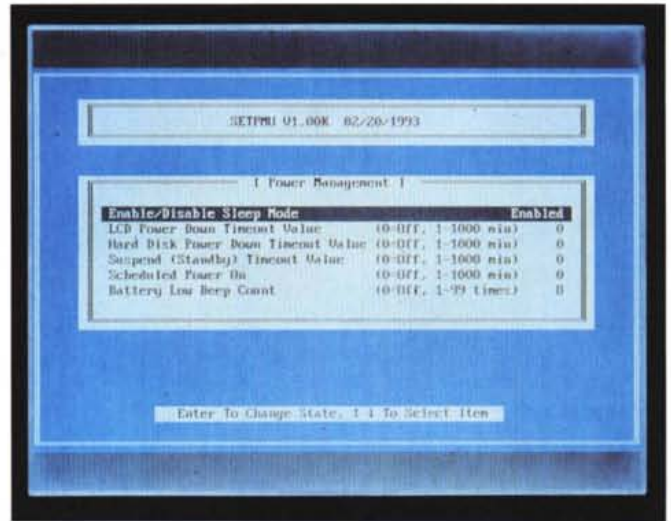 SETPMU V1.00K 02/20/1993
[ Power Management ]
Enable/Disable Sleep Mode Enabled
LCD Power Down Timeout Value (0=Off, 1-1000 min) 0
Hard Disk Power Down Timeout Value (0=Off, 1-1000 min) 0
Suspend (Standby) Timeout Value (0=Off, 1-1000 min) 0
Scheduled Power On (0=Off, 1-1000 min) 0
Battery Low Beep Count (0=Off, 1-99 times)
Enter To Change State, ↑ ↓ To Select Item